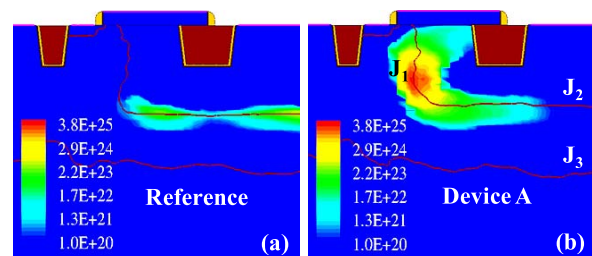 3.8E+25
2.9E+24
2.2E+23
1.7E+22
1.3E+21
1.0E+20
Reference
(a)
J1
J2
J3
3.8E+25
2.9E+24
2.2E+23
1.7E+22
1.3E+21
1.0E+20
Device A
(b)